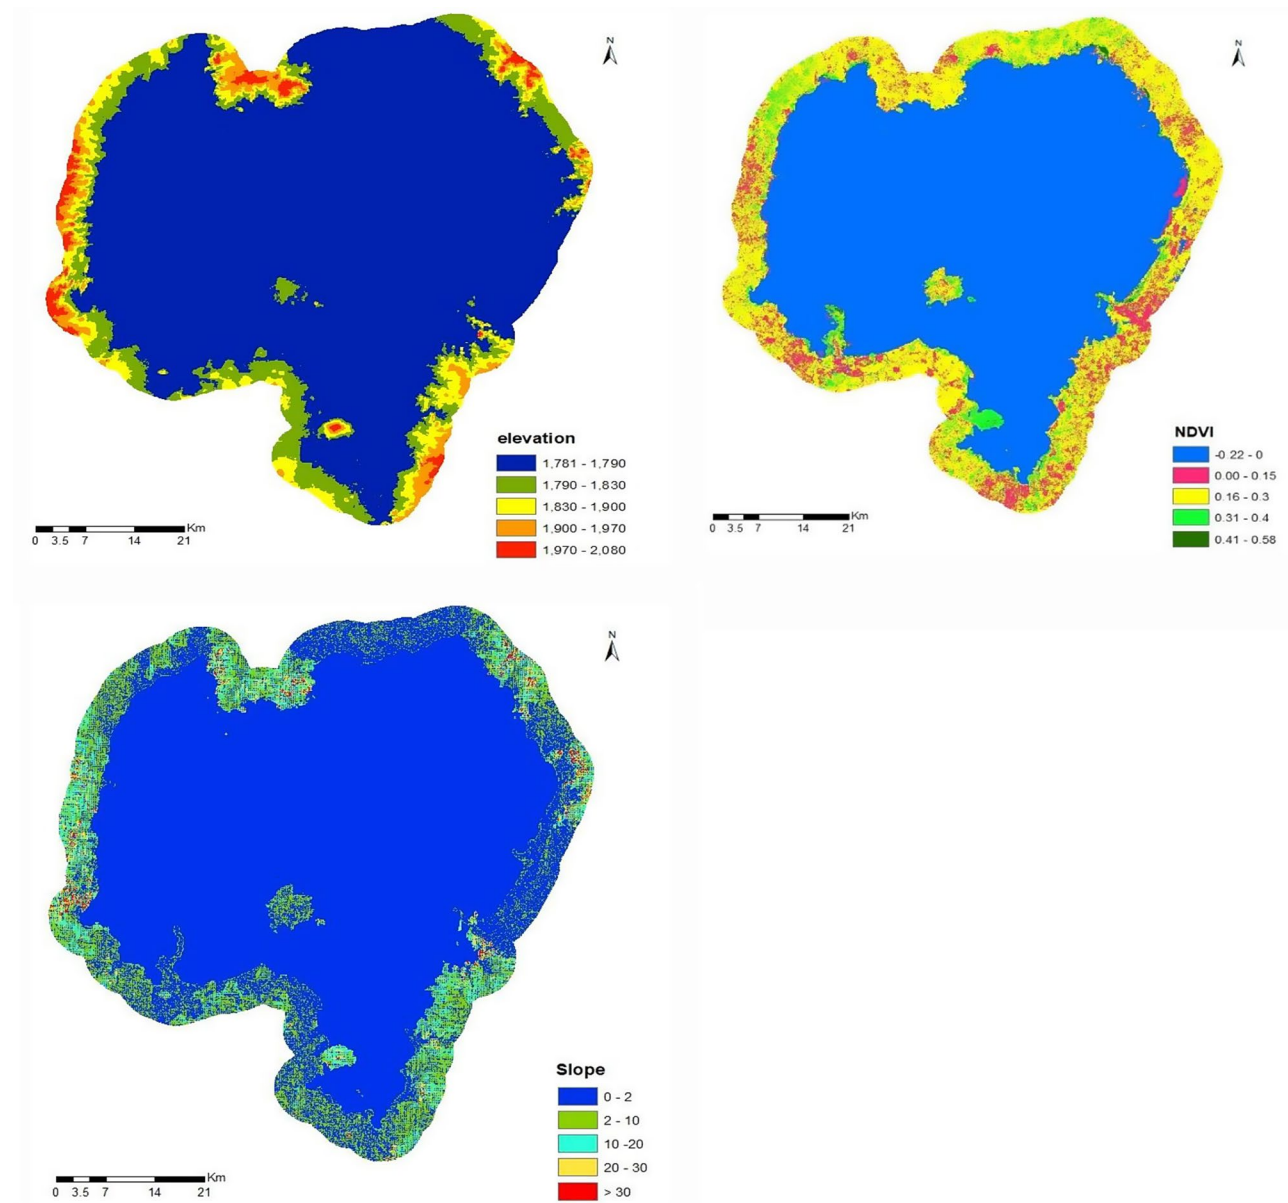 N
elevation
1,781 - 1,790
1,790 - 1,830
1,830 - 1,900
1,900 - 1,970
1,970 - 2,080
Km
0 3.5 7 14 21
N
NDVI
-0.22 - 0
0.00 - 0.15
0.16 - 0.3
0.31 - 0.4
0.41 - 0.58
Km
0 3.5 7 14 21
N
Slope
0 - 2
2 - 10
10 -20
20 - 30
> 30
Km
0 3.5 7 14 21